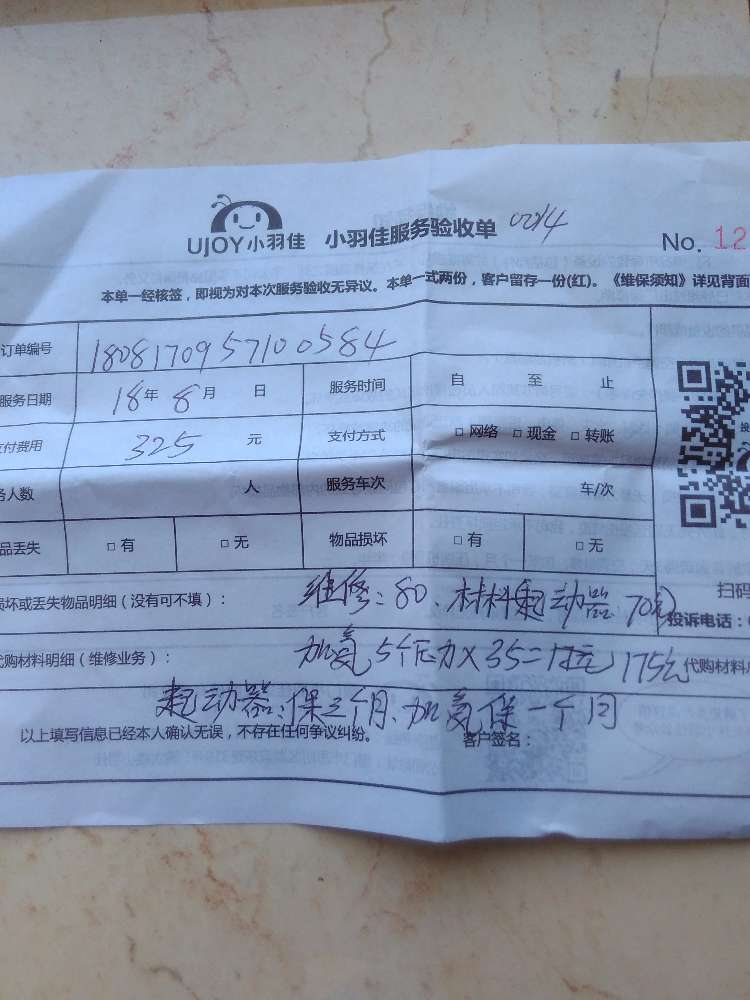 UJOY小羽佳 小羽佳服务验收单 0214
No. 12
本单一经核签，即视为对本次服务验收无异议。本单一式两份，客户留存一份(红)。《维保须知》详见背面
订单编号 1808170957100584
服务日期 18年 8月 日 服务时间 自 至 止
支付费用 325 元 支付方式 □ 网络 □ 现金 □ 转账
人数 人 服务车次 车/次
品丢失 □ 有 □ 无 物品损坏 □ 有 □ 无
损坏或丢失物品明细（没有可不填）： 维修：80、材料起动器 70元
扫码
投诉电话：
代购材料明细（维修业务）： 加氟5个压力×35= 175元 代购材料
起动器：保三个月、加氟保一个月
以上填写信息已经本人确认无误，不存在任何争议纠纷。 客户签名：